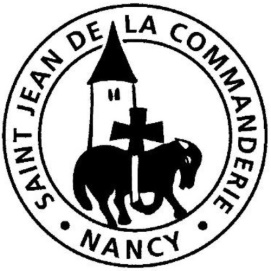 SAINT JEAN DE LA COMMANDERIE
• NANCY •